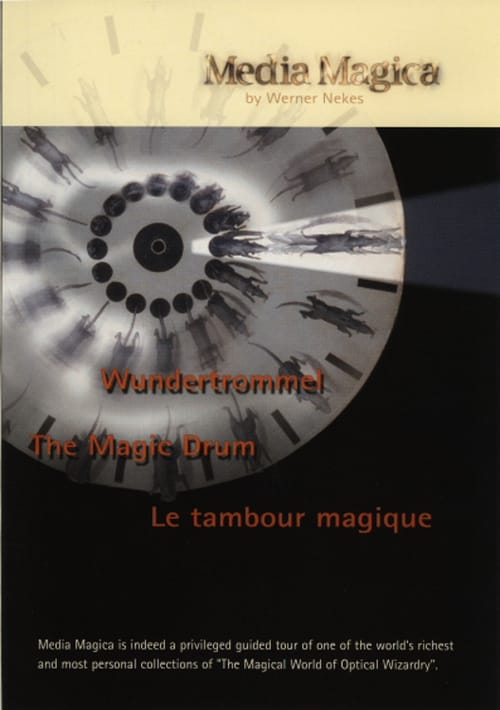 Media Magica
by Werner Nekes
Wundertrommel
The Magic Drum
Le tambour magique
Media Magica is indeed a privileged guided tour of one of the world's richest
and most personal collections of "The Magical World of Optical Wizardry".